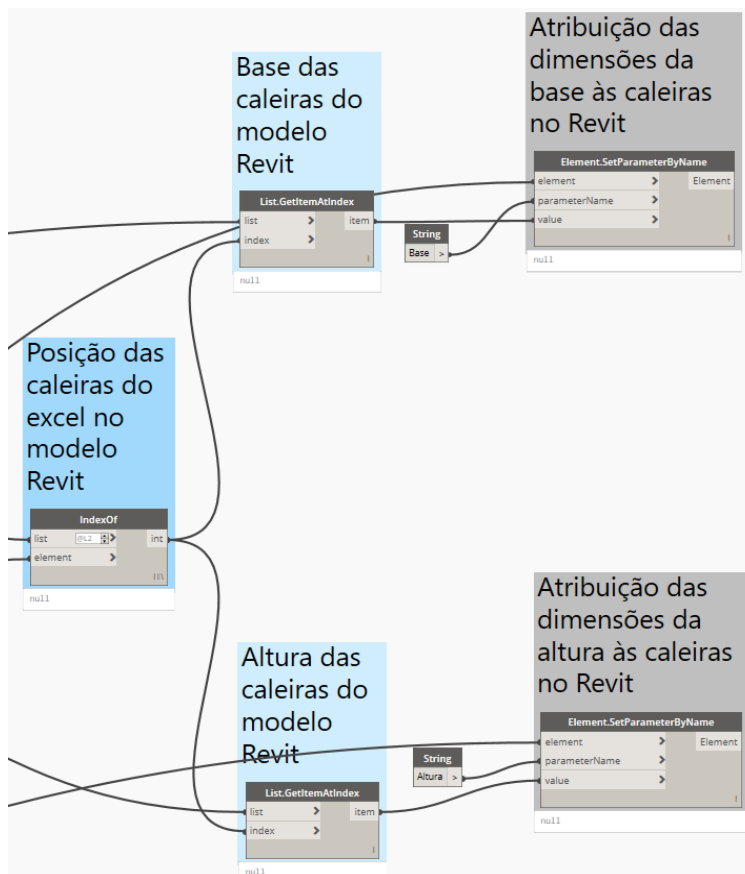 Atribuição das
dimensões da
base às caleiras
no Revit
Element.SetParameterByName
element > Element
parameterName >
value >
null
Base das
caleiras do
modelo
Revit
List.GetItemAtIndex
list > item
index >
null
String
Base >
Posição das
caleiras do
excel no
modelo
Revit
IndexOf
list @L2 > int
element >
null
Atribuição das
dimensões da
altura às caleiras
no Revit
Element.SetParameterByName
element > Element
parameterName >
value >
null
Altura das
caleiras do
modelo
Revit
List.GetItemAtIndex
list > item
index >
null
String
Altura >